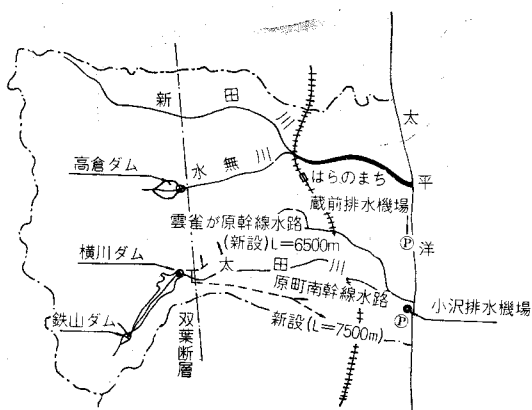 新田川
太平洋
高倉ダム
水無川
はらのまち
蔵前排水機場
雲雀が原幹線水路
(新設)L=6500m
横川ダム
太田川
原町南幹線水路
小沢排水機場
鉄山ダム
双葉断層
新設(L=7500m)
P
P